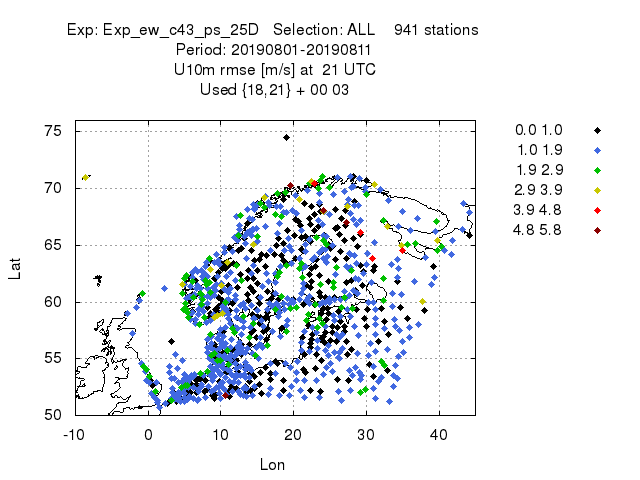 Exp: Exp_ew_c43_ps_25D   Selection: ALL    941 stations
Period: 20190801-20190811
U10m rmse [m/s] at  21 UTC
Used {18,21} + 00 03
75
70
65
60
55
50
-10 0 10 20 30 40
Lat
Lon
0.0 1.0
1.0 1.9
1.9 2.9
2.9 3.9
3.9 4.8
4.8 5.8